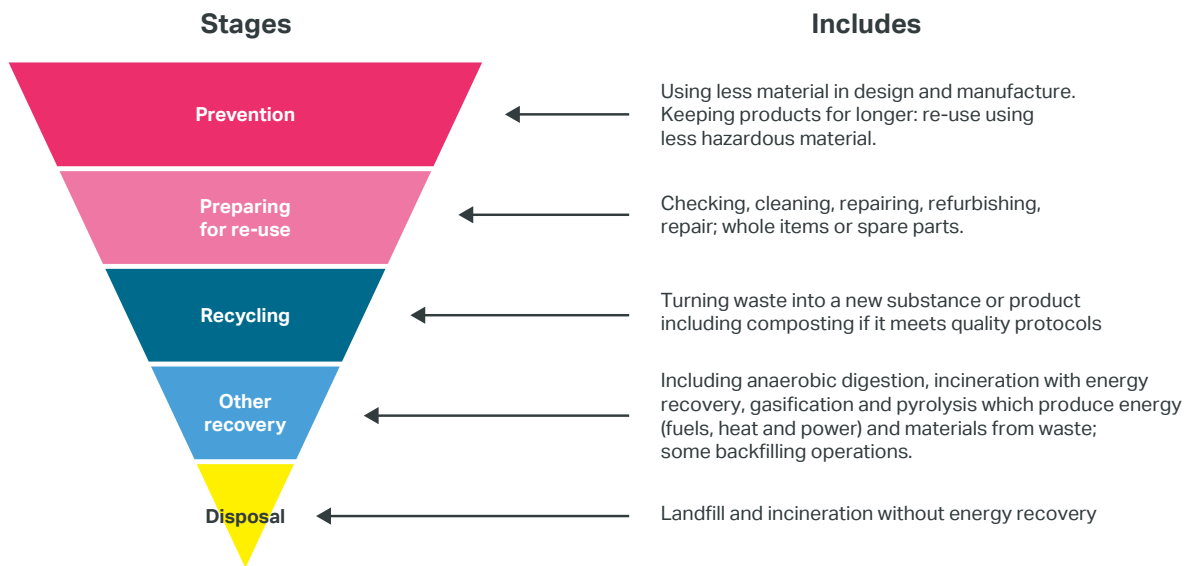 Stages
Includes
Prevention
Using less material in design and manufacture.
Keeping products for longer: re-use using
less hazardous material.
Preparing
for re-use
Checking, cleaning, repairing, refurbishing,
repair; whole items or spare parts.
Recycling
Turning waste into a new substance or product
including composting if it meets quality protocols
Other
recovery
Including anaerobic digestion, incineration with energy
recovery, gasification and pyrolysis which produce energy
(fuels, heat and power) and materials from waste;
some backfilling operations.
Disposal
Landfill and incineration without energy recovery